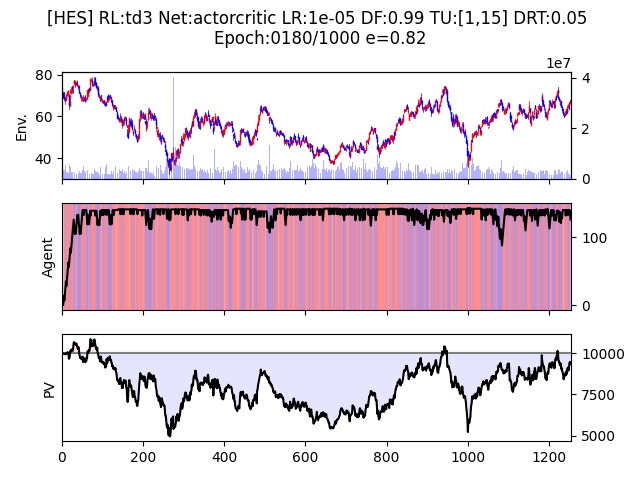 [HES] RL:td3 Net:actorcritic LR:1e-05 DF:0.99 TU:[1,15] DRT:0.05
Epoch:0180/1000 e=0.82
1e7
80
60
40
Env.
4
2
0
Agent
100
0
PV
10000
7500
5000
0 200 400 600 800 1000 1200